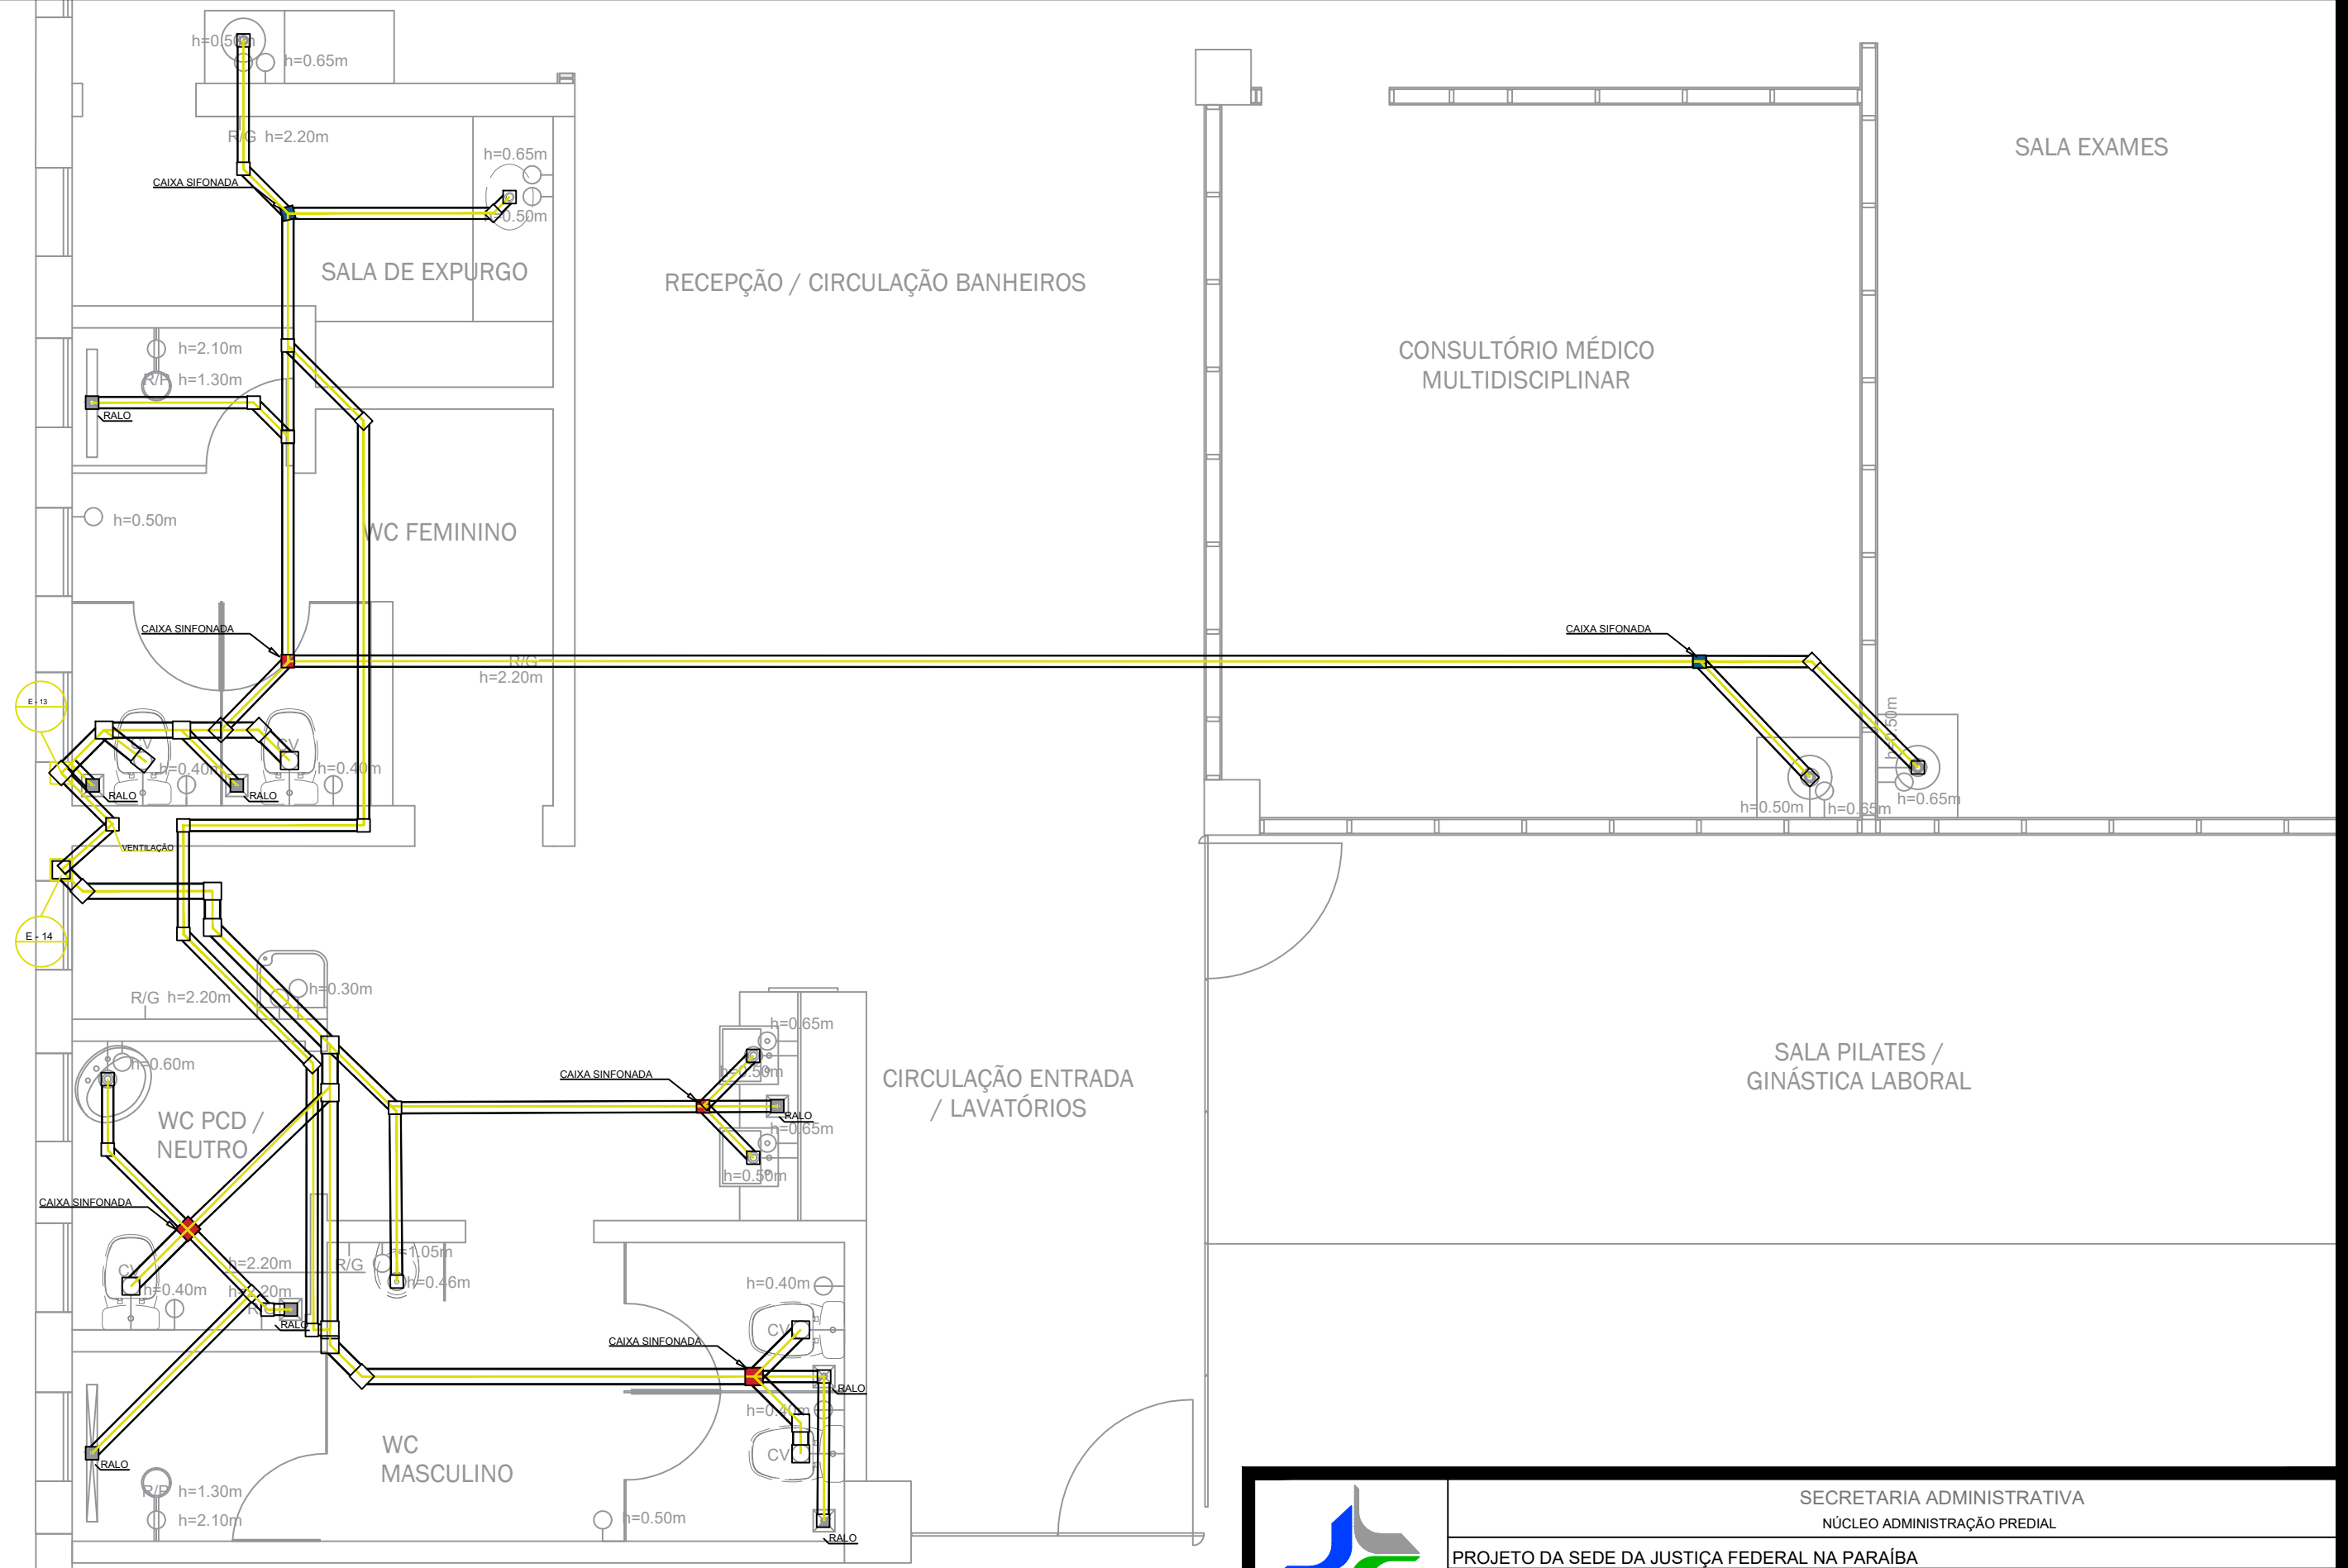 h=0.50m
h=0.65m
R/G h=2.20m
h=0.65m
SALA EXAMES
CAIXA SIFONADA
h=0.50m
SALA DE EXPURGO
RECEPÇÃO / CIRCULAÇÃO BANHEIROS
h=2.10m
CONSULTÓRIO MÉDICO
MULTIDISCIPLINAR
R/P h=1.30m
RALO
h=0.50m
WC FEMININO
CAIXA SINFONADA
CAIXA SIFONADA
R/G
h=2.20m
E - 13
h=0.50m
CV
CV
h=0.40m
h=0.40m
RALO
RALO
h=0.50m
h=0.65m
h=0.65m
VENTILAÇÃO
E - 14
h=0.30m
R/G h=2.20m
h=0.65m
h=0.60m
h=0.50m
CAIXA SINFONADA
CIRCULAÇÃO ENTRADA
/ LAVATÓRIOS
SALA PILATES /
GINÁSTICA LABORAL
WC PCD /
NEUTRO
RALO
h=0.65m
h=0.50m
CAIXA SINFONADA
h=1.05m
h=2.20m
R/G
CV
h=0.46m
h=0.40m
h=2.20m
h=0.40m
RALO
CV
CAIXA SINFONADA
RALO
h=0.40m
WC
MASCULINO
CV
RALO
R/P h=1.30m
h=2.10m
h=0.50m
RALO
SECRETARIA ADMINISTRATIVA
NÚCLEO ADMINISTRAÇÃO PREDIAL
PROJETO DA SEDE DA JUSTIÇA FEDERAL NA PARAÍBA